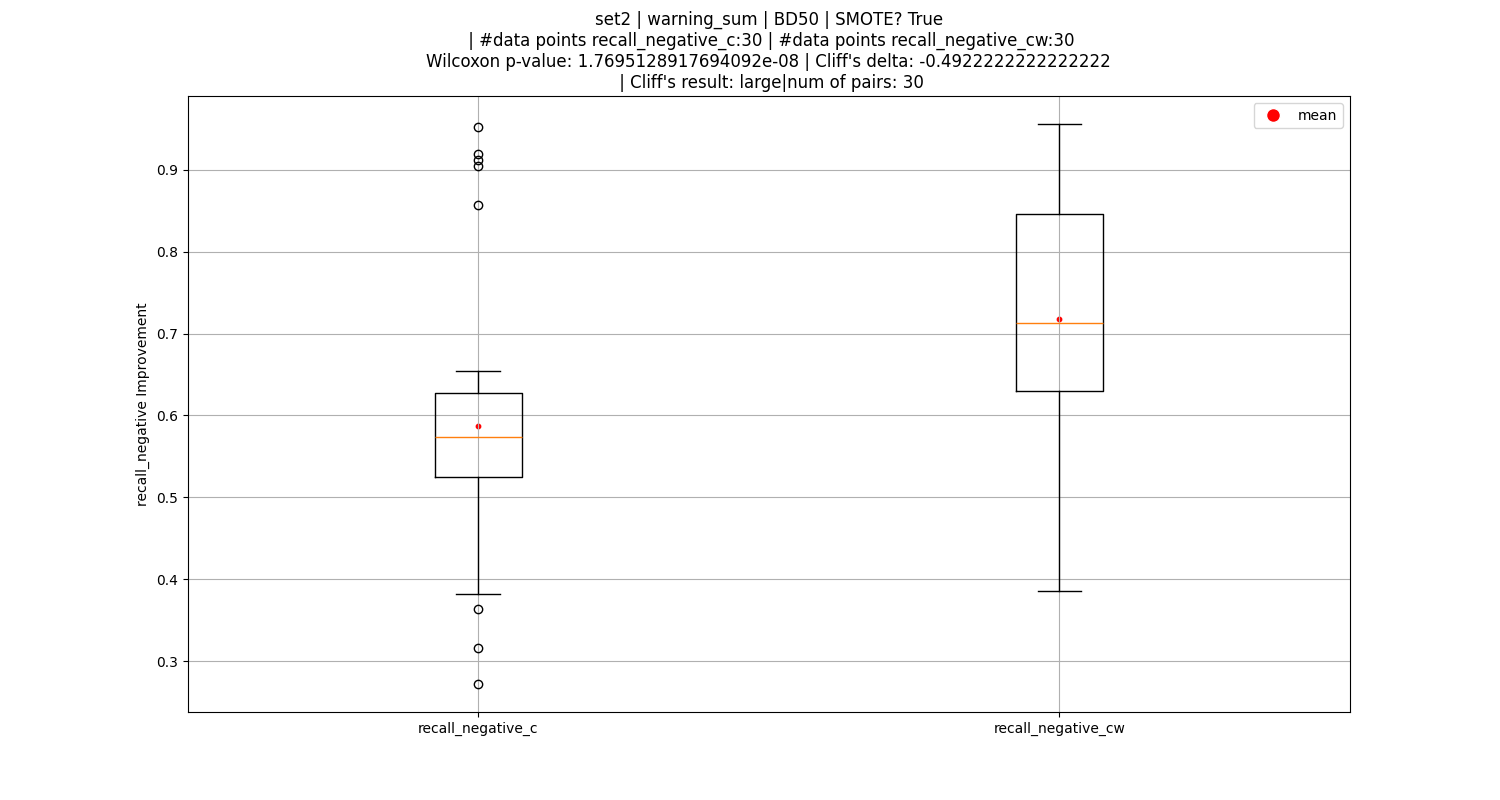 set2 | warning_sum | BD50 | SMOTE? True
| #data points recall_negative_c:30 | #data points recall_negative_cw:30
Wilcoxon p-value: 1.7695128917694092e-08 | Cliff's delta: -0.4922222222222222
| Cliff's result: large|num of pairs: 30
mean
0.9
0.8
0.7
0.6
0.5
0.4
0.3
recall_negative Improvement
recall_negative_c
recall_negative_cw